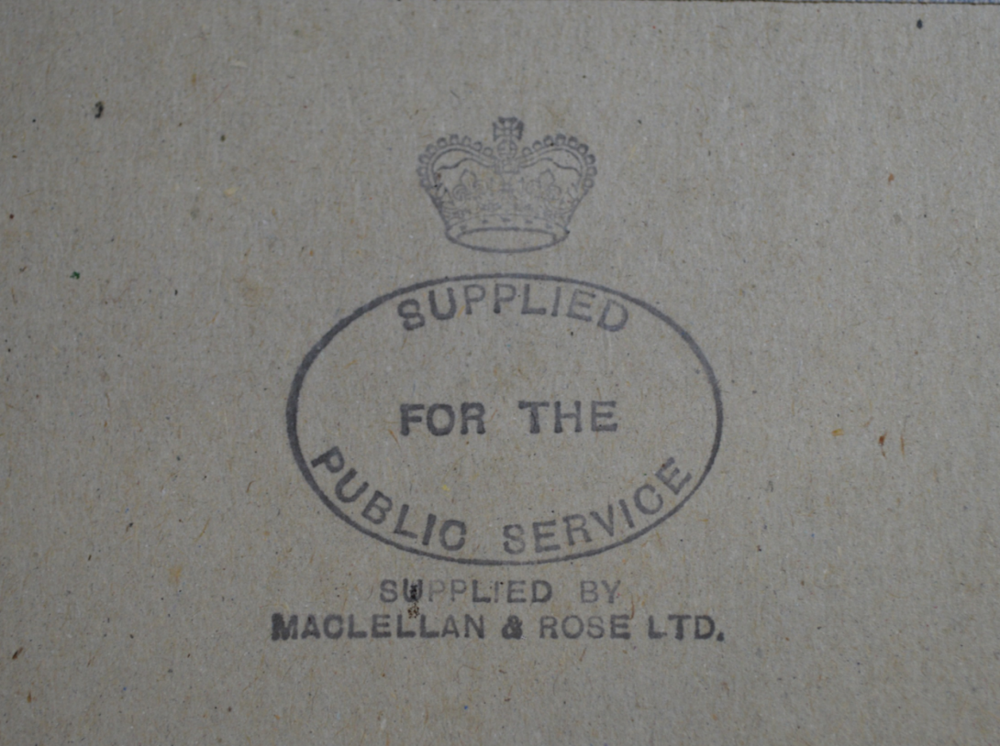 SUPPLIED
FOR THE
PUBLIC SERVICE
SUPPLIED BY
MACLELLAN & ROSE LTD.